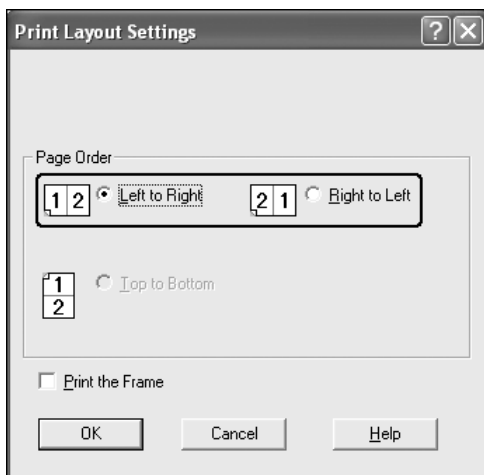 Print Layout Settings
Page Order
1 2 Left to Right 2 1 Right to Left
1
2
Top to Bottom
Print the Frame
OK Cancel Help